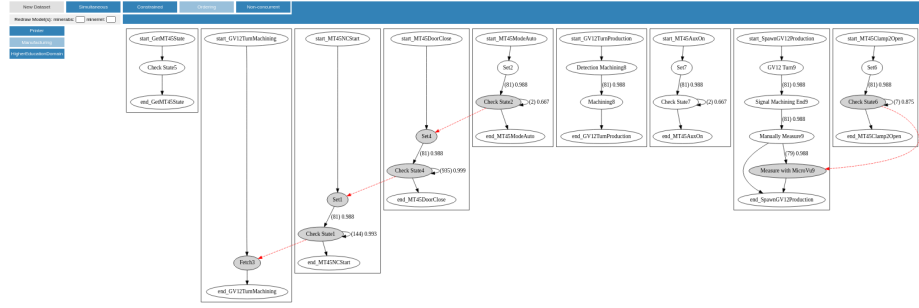 New Dataset
Simultaneous
Constrained
Ordering
Non-concurrent
Redraw Model(s): minerals: minemet:
Printer
Manufacturing
HigherEducationDomain
start_GetMT45State
Check State5
end_GetMT45State
start_GV12TurnMachining
Fetch3
end_GV12TurnMachining
start_MT45NCStart
Set1
(81) 0.988
Check State1
(144) 0.993
end_MT45NCStart
start_MT45DoorClose
Set4
(81) 0.988
Check State4
(935) 0.999
end_MT45DoorClose
start_MT45ModeAuto
Set2
(81) 0.988
Check State2
(2) 0.667
end_MT45ModeAuto
start_GV12TurnProduction
Detection Machining8
(81) 0.988
Machining8
end_GV12TurnProduction
start_MT45AuxOn
Set7
(81) 0.988
Check State7
(2) 0.667
end_MT45AuxOn
start_SpawnGV12Production
GV12 Turn9
(81) 0.988
Signal Machining End9
(81) 0.988
Manually Measure9
(79) 0.988
Measure with MicroVu9
end_SpawnGV12Production
start_MT45Clamp2Open
Set6
(81) 0.988
Check State6
(7) 0.875
end_MT45Clamp2Open